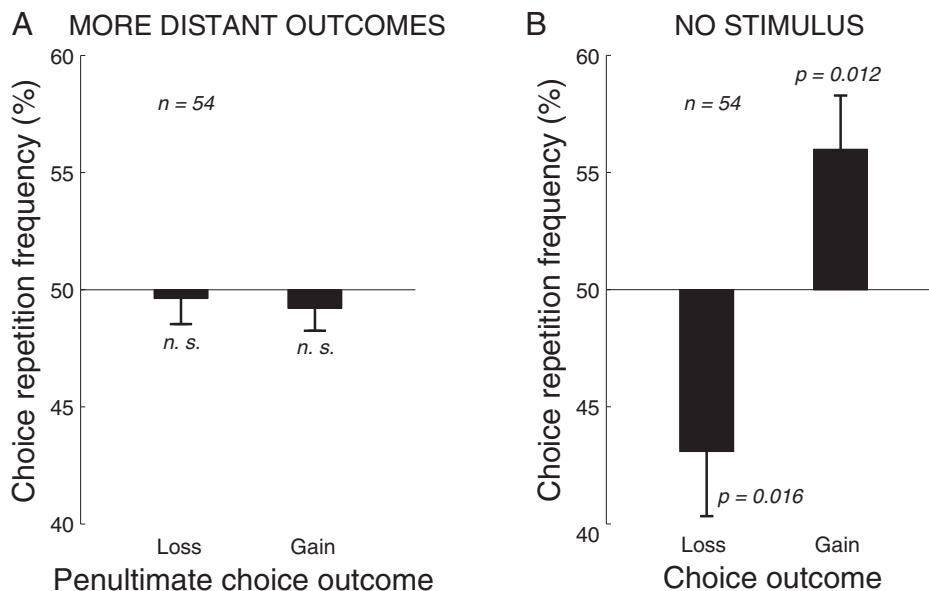 A MORE DISTANT OUTCOMES
Choice repetition frequency (%)
60
55
50
45
40
n = 54
n. s.
n. s.
Loss Gain
Penultimate choice outcome
B NO STIMULUS
Choice repetition frequency (%)
60
55
50
45
40
p = 0.012
n = 54
p = 0.016
Loss Gain
Choice outcome